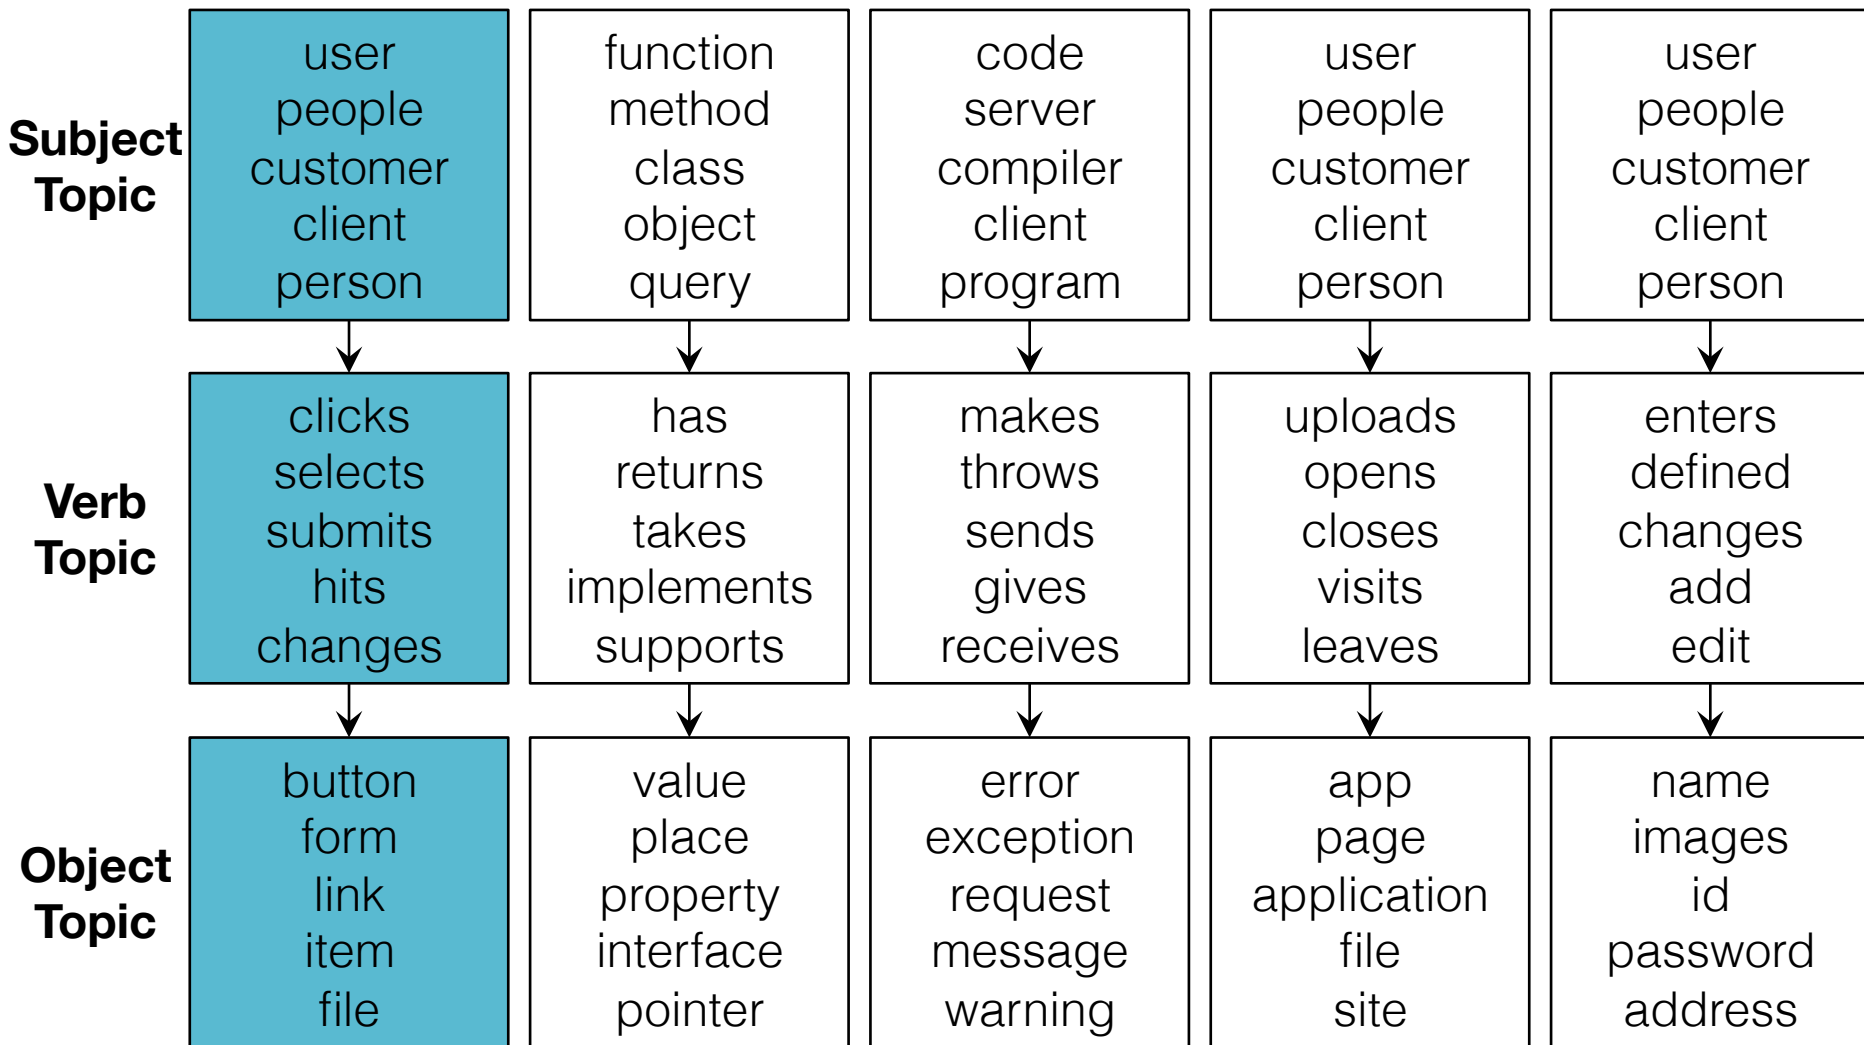 Subject
Topic
user
people
customer
client
person
function
method
class
object
query
code
server
compiler
client
program
user
people
customer
client
person
user
people
customer
client
person
Verb
Topic
clicks
selects
submits
hits
changes
has
returns
takes
implements
supports
makes
throws
sends
gives
receives
uploads
opens
closes
visits
leaves
enters
defined
changes
add
edit
Object
Topic
button
form
link
item
file
value
place
property
interface
pointer
error
exception
request
message
warning
app
page
application
file
site
name
images
id
password
address